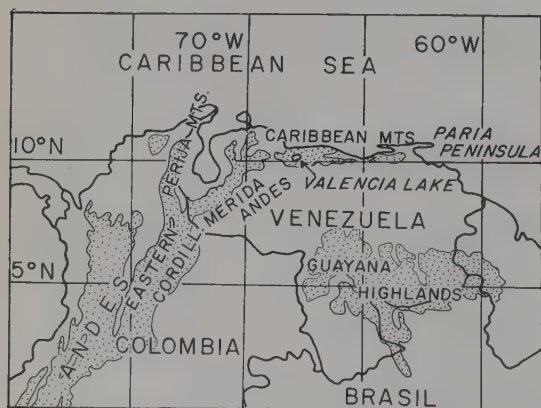 70°W
60°W
CARIBBEAN SEA
10°N
PERIJA MTS.
CARIBBEAN MTS.
PARIA
PENINSULA
VALENCIA LAKE
MERIDA
ANDES
VENEZUELA
EASTERN
CORDILL.
5°N
GUAYANA
HIGHLANDS
ANDES
COLOMBIA
BRASIL